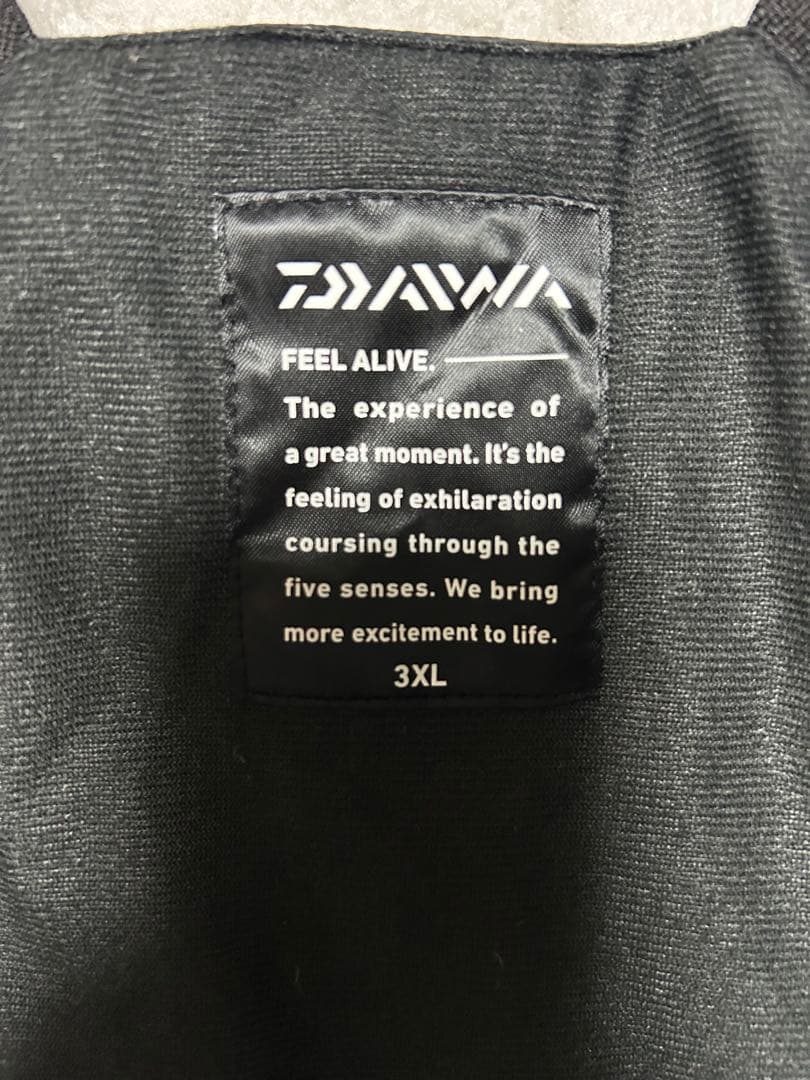 DAIWA
FEEL ALIVE.
The experience of
a great moment. It's the
feeling of exhilaration
coursing through the
five senses. We bring
more excitement to life.
3XL